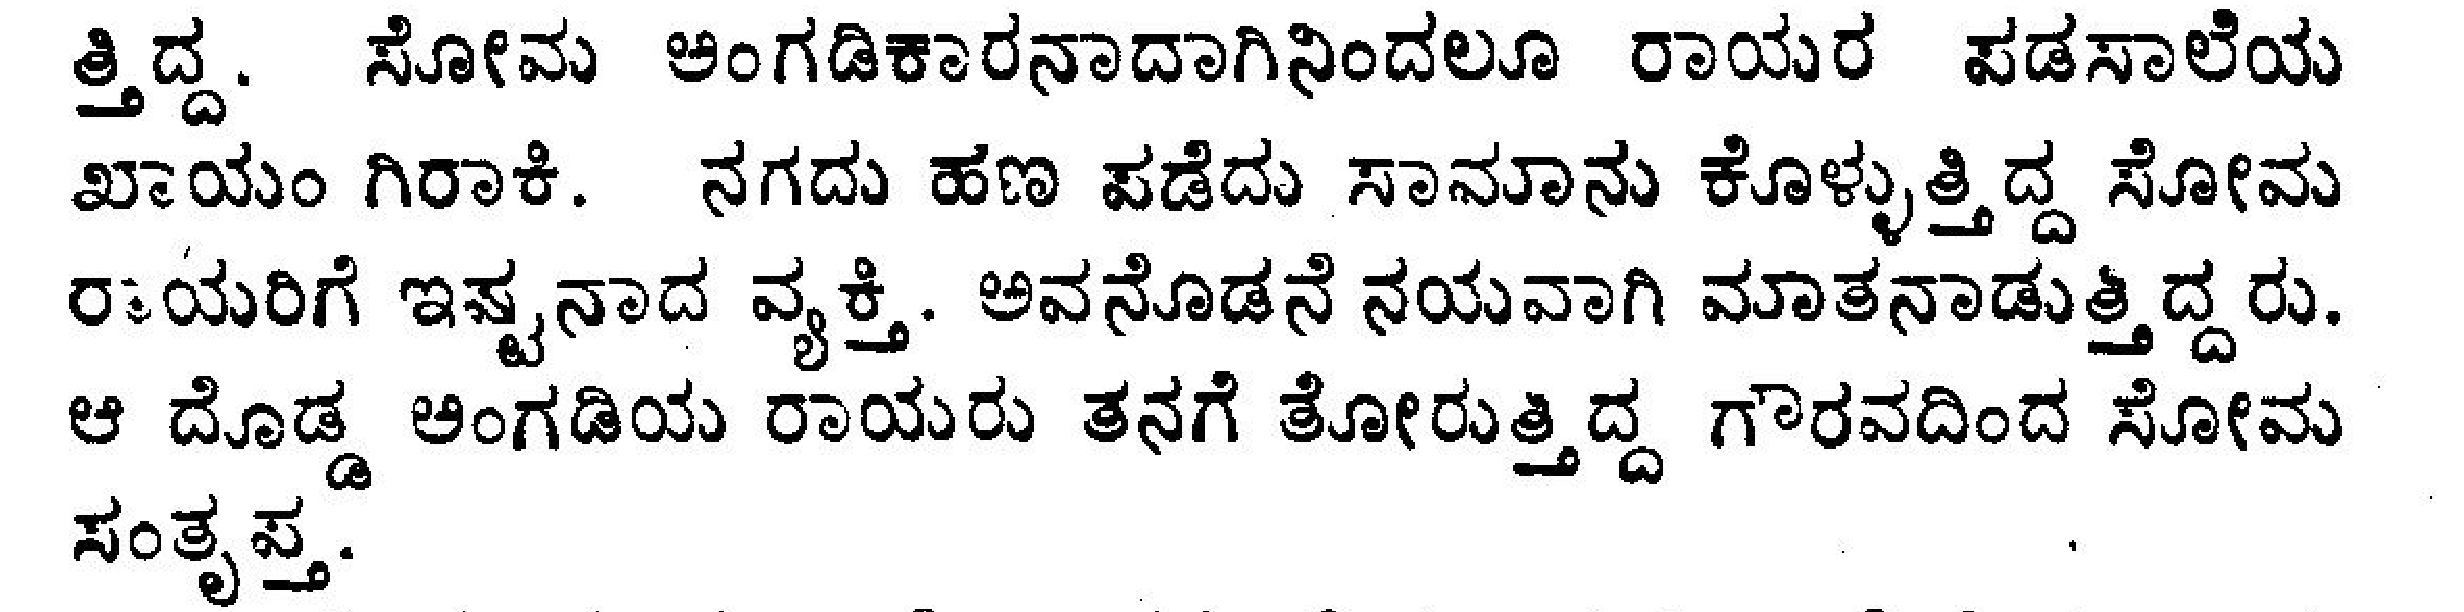 ತ್ತಿದ್ದ. ಸೋಮ ಅಂಗಡಿಕಾರನಾದಾಗಿನಿಂದಲೂ ರಾಯರ ಪಡಸಾಲೆಯ
ಖಾಯಂ ಗಿರಾಕಿ. ನಗದು ಹಣ ಪಡೆದು ಸಾಮಾನು ಕೊಳ್ಳುತ್ತಿದ್ದ ಸೋಮ
ರಾಯರಿಗೆ ಇಷ್ಟನಾದ ವ್ಯಕ್ತಿ. ಅವನೊಡನೆ ನಯವಾಗಿ ಮಾತನಾಡುತ್ತಿದ್ದರು.
ಆ ದೊಡ್ಡ ಅಂಗಡಿಯ ರಾಯರು ತನಗೆ ತೋರುತ್ತಿದ್ದ ಗೌರವದಿಂದ ಸೋಮ
ಸಂತೃಪ್ತ.